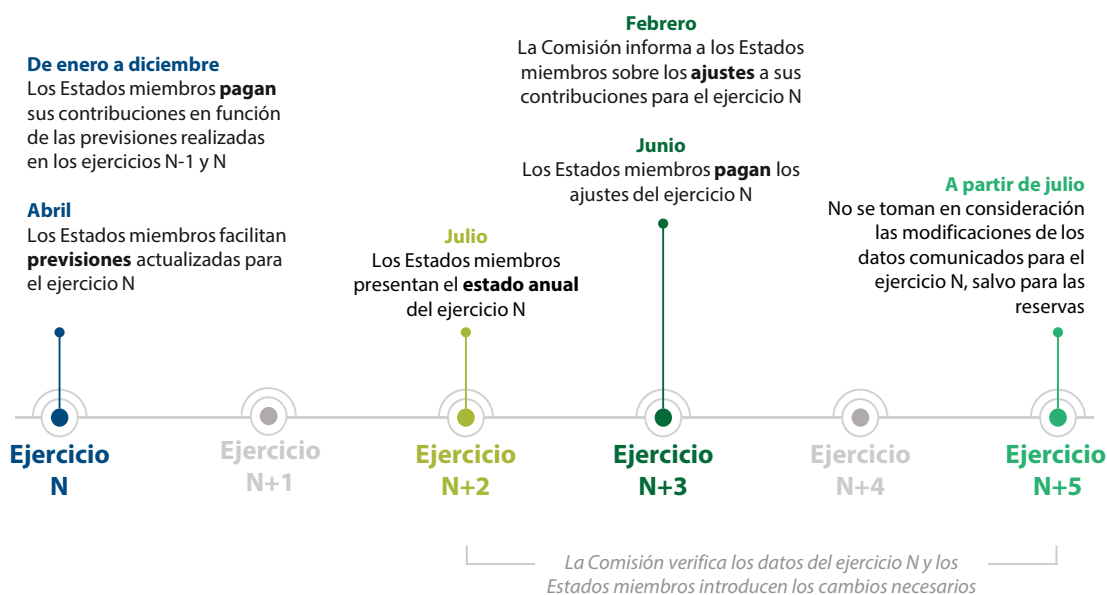 De enero a diciembre
Los Estados miembros pagan
sus contribuciones en función
de las previsiones realizadas
en los ejercicios N-1 y N
Abril
Los Estados miembros facilitan
previsiones actualizadas para
el ejercicio N
Julio
Los Estados miembros
presentan el estado anual
del ejercicio N
Febrero
La Comisión informa a los Estados
miembros sobre los ajustes a sus
contribuciones para el ejercicio N
Junio
Los Estados miembros pagan los
ajustes del ejercicio N
A partir de julio
No se toman en consideración
las modificaciones de los
datos comunicados para el
ejercicio N, salvo para las
reservas
Ejercicio
N
Ejercicio
N+1
Ejercicio
N+2
Ejercicio
N+3
Ejercicio
N+4
Ejercicio
N+5
La Comisión verifica los datos del ejercicio N y los
Estados miembros introducen los cambios necesarios